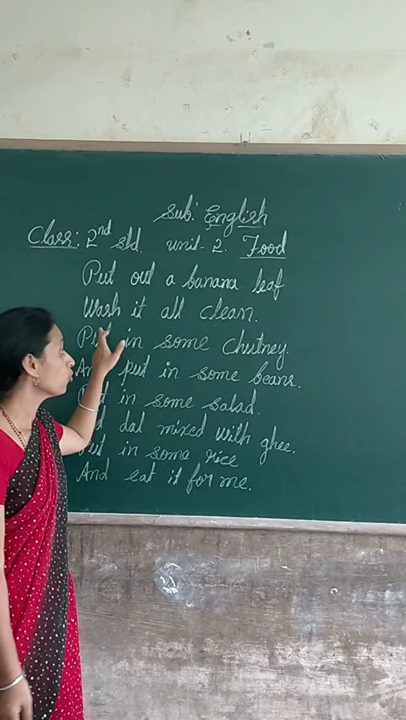 Sub: English
Class: 2nd std. unit-2. Food
Put out a banana leaf
Wash it all clean.
Put in some chutney.
And put in some beans.
Put in some salad.
dal mixed with ghee.
Put in some rice
And eat it for me.